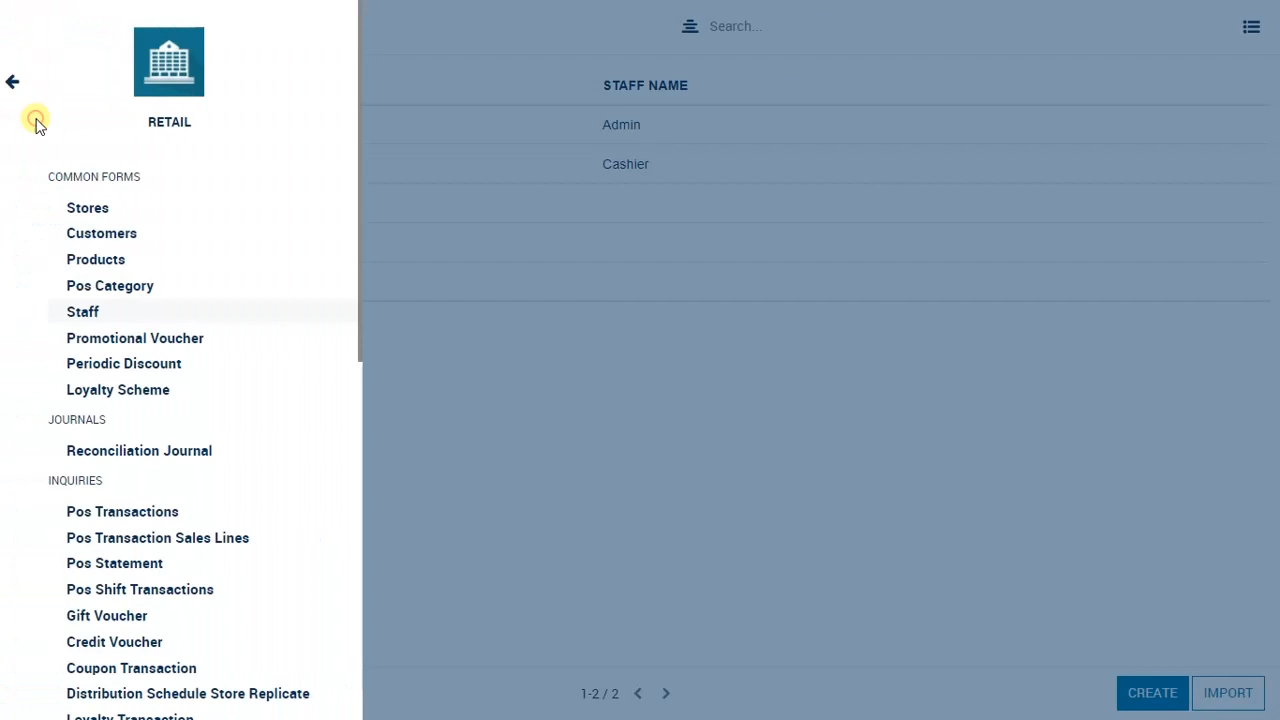 Search...
RETAIL
STAFF NAME
Admin
Cashier
COMMON FORMS
Stores
Customers
Products
Pos Category
Staff
Promotional Voucher
Periodic Discount
Loyalty Scheme
JOURNALS
Reconciliation Journal
INQUIRIES
Pos Transactions
Pos Transaction Sales Lines
Pos Statement
Pos Shift Transactions
Gift Voucher
Credit Voucher
Coupon Transaction
Distribution Schedule Store Replicate
Loyalty Transaction
1-2 / 2
CREATE
IMPORT